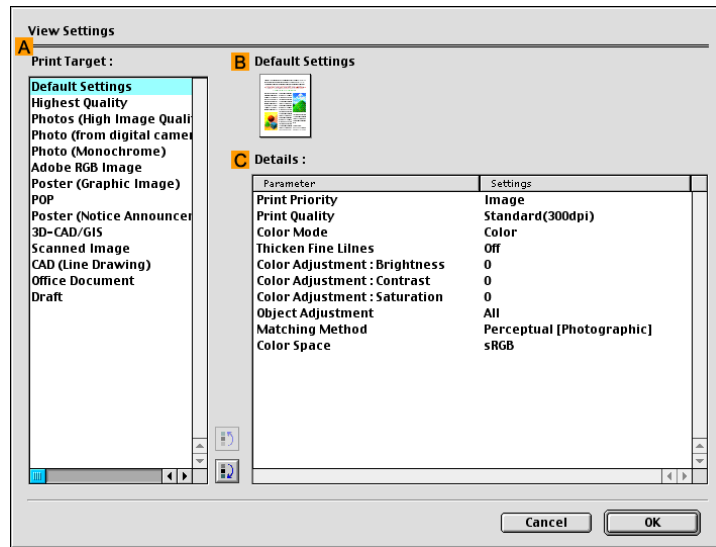 View Settings
A
Print Target :
Default Settings
Highest Quality
Photos (High Image Quali
Photo (from digital camer
Photo (Monochrome)
Adobe RGB Image
Poster (Graphic Image)
POP
Poster (Notice Announcer
3D-CAD/GIS
Scanned Image
CAD (Line Drawing)
Office Document
Draft
B Default Settings
C Details :
Parameter Settings
Print Priority Image
Print Quality Standard(300dpi)
Color Mode Color
Thicken Fine Lilnes Off
Color Adjustment : Brightness 0
Color Adjustment : Contrast 0
Color Adjustment : Saturation 0
Object Adjustment All
Matching Method Perceptual [Photographic]
Color Space sRGB
Cancel OK